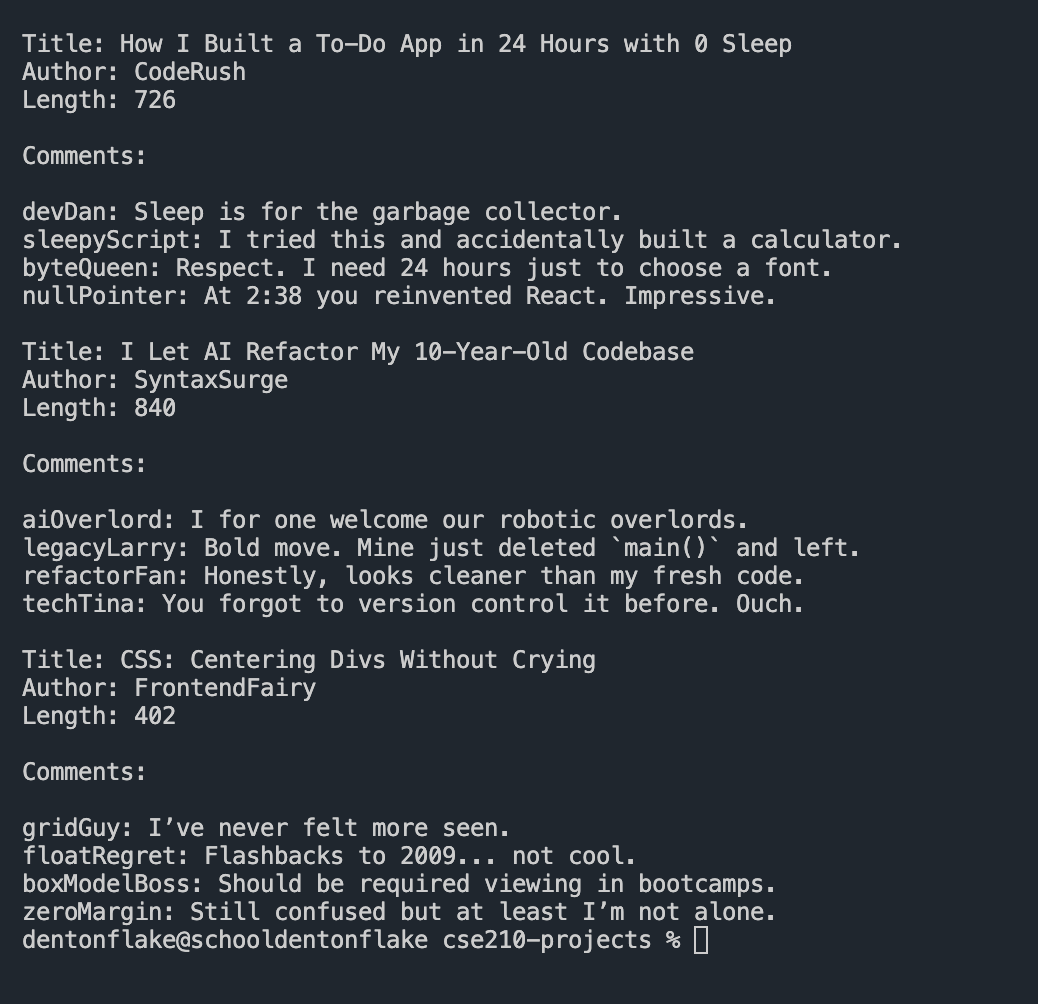 Title: How I Built a To-Do App in 24 Hours with 0 Sleep
Author: CodeRush
Length: 726
Comments:
devDan: Sleep is for the garbage collector.
sleepyScript: I tried this and accidentally built a calculator.
byteQueen: Respect. I need 24 hours just to choose a font.
nullPointer: At 2:38 you reinvented React. Impressive.
Title: I Let AI Refactor My 10-Year-Old Codebase
Author: SyntaxSurge
Length: 840
Comments:
aiOverlord: I for one welcome our robotic overlords.
legacyLarry: Bold move. Mine just deleted `main()` and left.
refactorFan: Honestly, looks cleaner than my fresh code.
techTina: You forgot to version control it before. Ouch.
Title: CSS: Centering Divs Without Crying
Author: FrontendFairy
Length: 402
Comments:
gridGuy: I’ve never felt more seen.
floatRegret: Flashbacks to 2009... not cool.
boxModelBoss: Should be required viewing in bootcamps.
zeroMargin: Still confused but at least I’m not alone.
dentonflake@schooldentonflake cse210-projects %